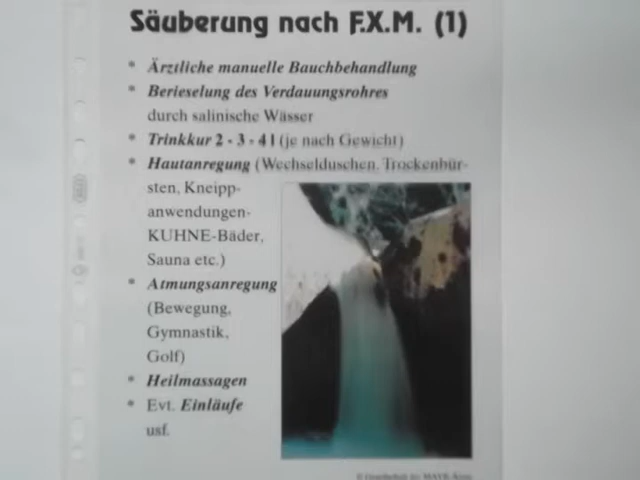 Säuberung nach F.X.M. (1)
* Ärztliche manuelle Bauchbehandlung
* Berieselung des Verdauungsrohres
durch salinische Wässer
* Trinkkur 2 - 3 - 4 l (je nach Gewicht)
* Hautanregung (Wechselduschen, Trockenbür-
sten, Kneipp-
anwendungen-
KUHNE-Bäder,
Sauna etc.)
* Atmungsanregung
(Bewegung,
Gymnastik,
Golf)
* Heilmassagen
* Evt. Einläufe
usf.